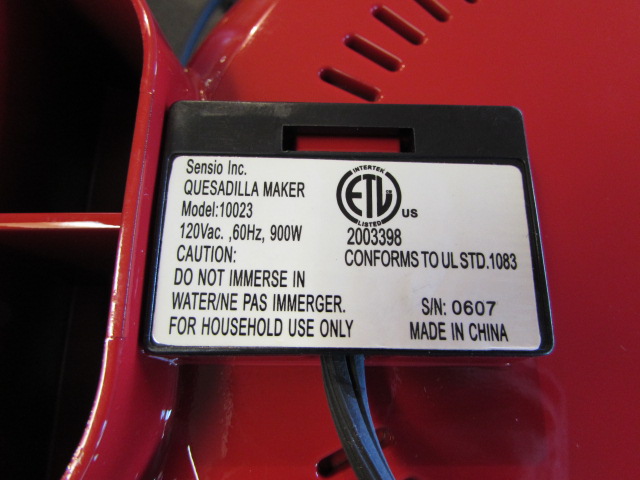 Sensio Inc.
QUESADILLA MAKER
Model:10023
120Vac. ,60Hz, 900W
CAUTION:
DO NOT IMMERSE IN
WATER/NE PAS IMMERGER.
FOR HOUSEHOLD USE ONLY
INTERTEK
ETL
LISTED
US
2003398
CONFORMS TO UL STD.1083
S/N: 0607
MADE IN CHINA